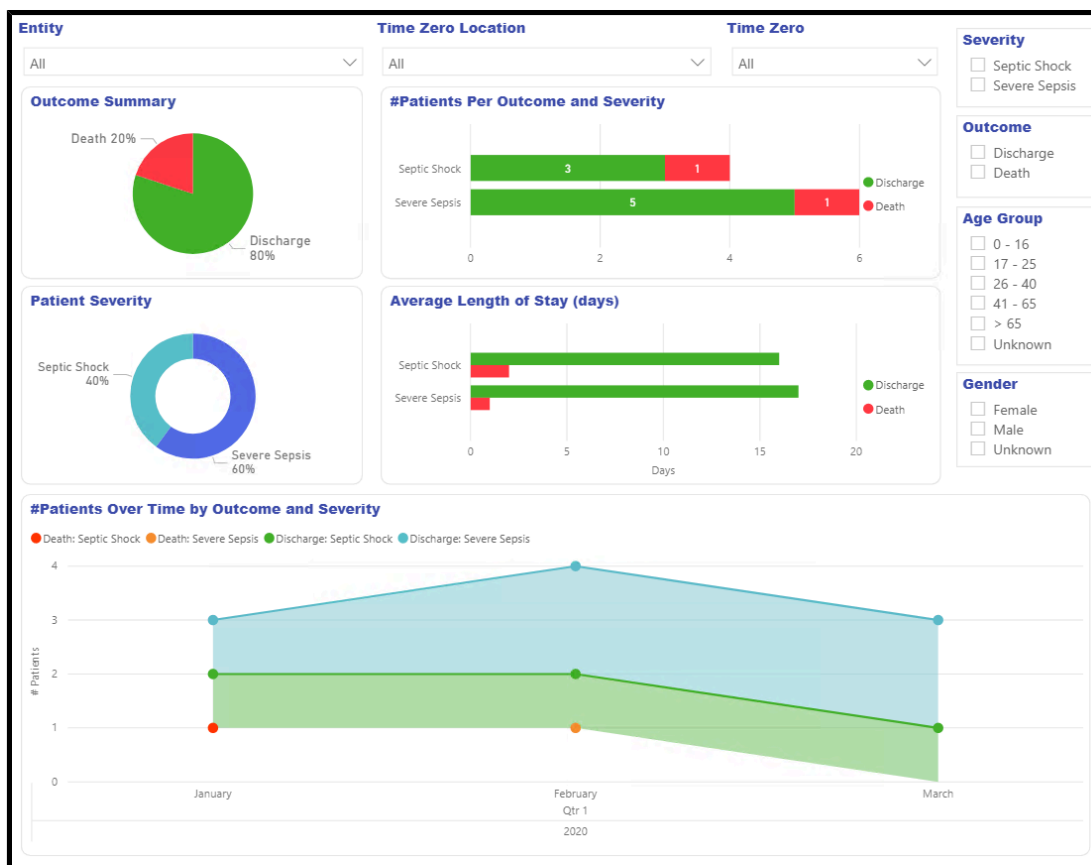 Entity
All
Time Zero Location
All
Time Zero
All
Severity
Septic Shock
Severe Sepsis
Outcome
Discharge
Death
Age Group
0 - 16
17 - 25
26 - 40
41 - 65
> 65
Unknown
Gender
Female
Male
Unknown
Outcome Summary
Death 20%
Discharge
80%
#Patients Per Outcome and Severity
Septic Shock
3
1
Severe Sepsis
5
1
Discharge
Death
0
2
4
6
Patient Severity
Septic Shock
40%
Severe Sepsis
60%
Average Length of Stay (days)
Septic Shock
Severe Sepsis
Discharge
Death
0
5
10
15
20
Days
#Patients Over Time by Outcome and Severity
Death: Septic Shock
Death: Severe Sepsis
Discharge: Septic Shock
Discharge: Severe Sepsis
# Patients
4
3
2
1
0
January
February
March
Qtr 1
2020